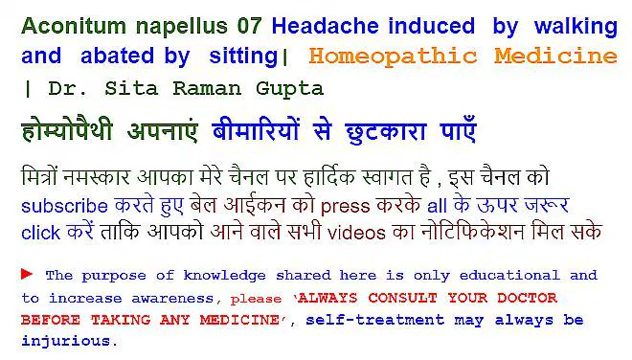 Aconitum napellus 07 Headache induced by walking
and abated by sitting| Homeopathic Medicine
| Dr. Sita Raman Gupta
होम्योपैथी अपनाएं बीमारियों से छुटकारा पाएँ
मित्रों नमस्कार आपका मेरे चैनल पर हार्दिक स्वागत है , इस चैनल को
subscribe करते हुए बेल आईकन को press करके all के ऊपर जरूर
click करें ताकि आपको आने वाले सभी videos का नोटिफिकेशन मिल सके
► The purpose of knowledge shared here is only educational and
to increase awareness, please ‘ALWAYS CONSULT YOUR DOCTOR
BEFORE TAKING ANY MEDICINE’, self-treatment may always be
injurious.